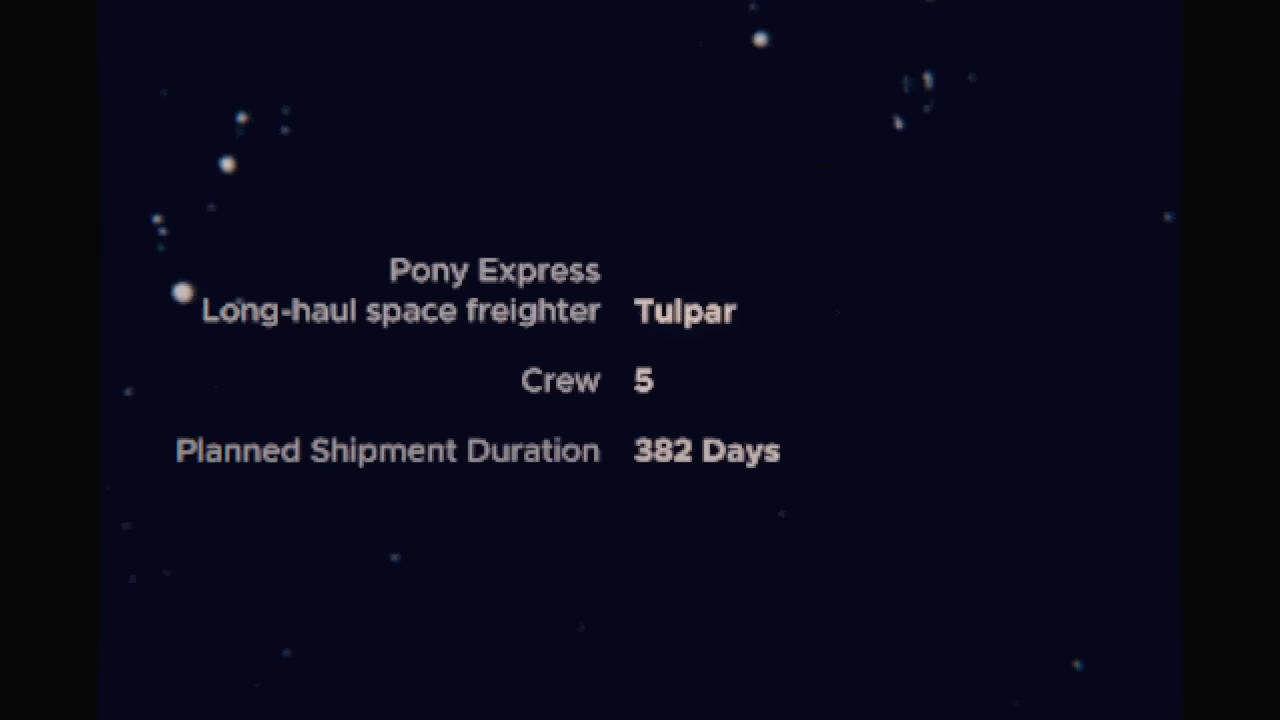 Pony Express
Long-haul space freighter Tulpar
Crew 5
Planned Shipment Duration 382 Days